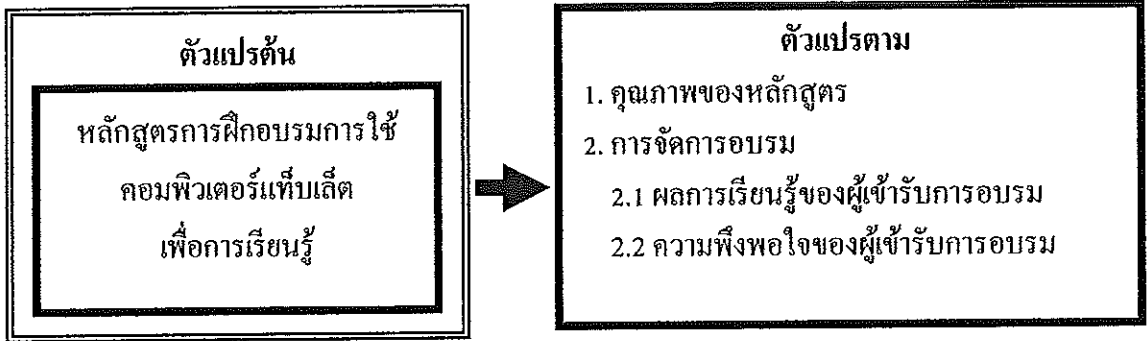 ตัวแปรต้น
หลักสูตรการฝึกอบรมการใช้
คอมพิวเตอร์แท็บเล็ต
เพื่อการเรียนรู้
ตัวแปรตาม
1. คุณภาพของหลักสูตร
2. การจัดการอบรม
2.1 ผลการเรียนรู้ของผู้เข้ารับการอบรม
2.2 ความพึงพอใจของผู้เข้ารับการอบรม